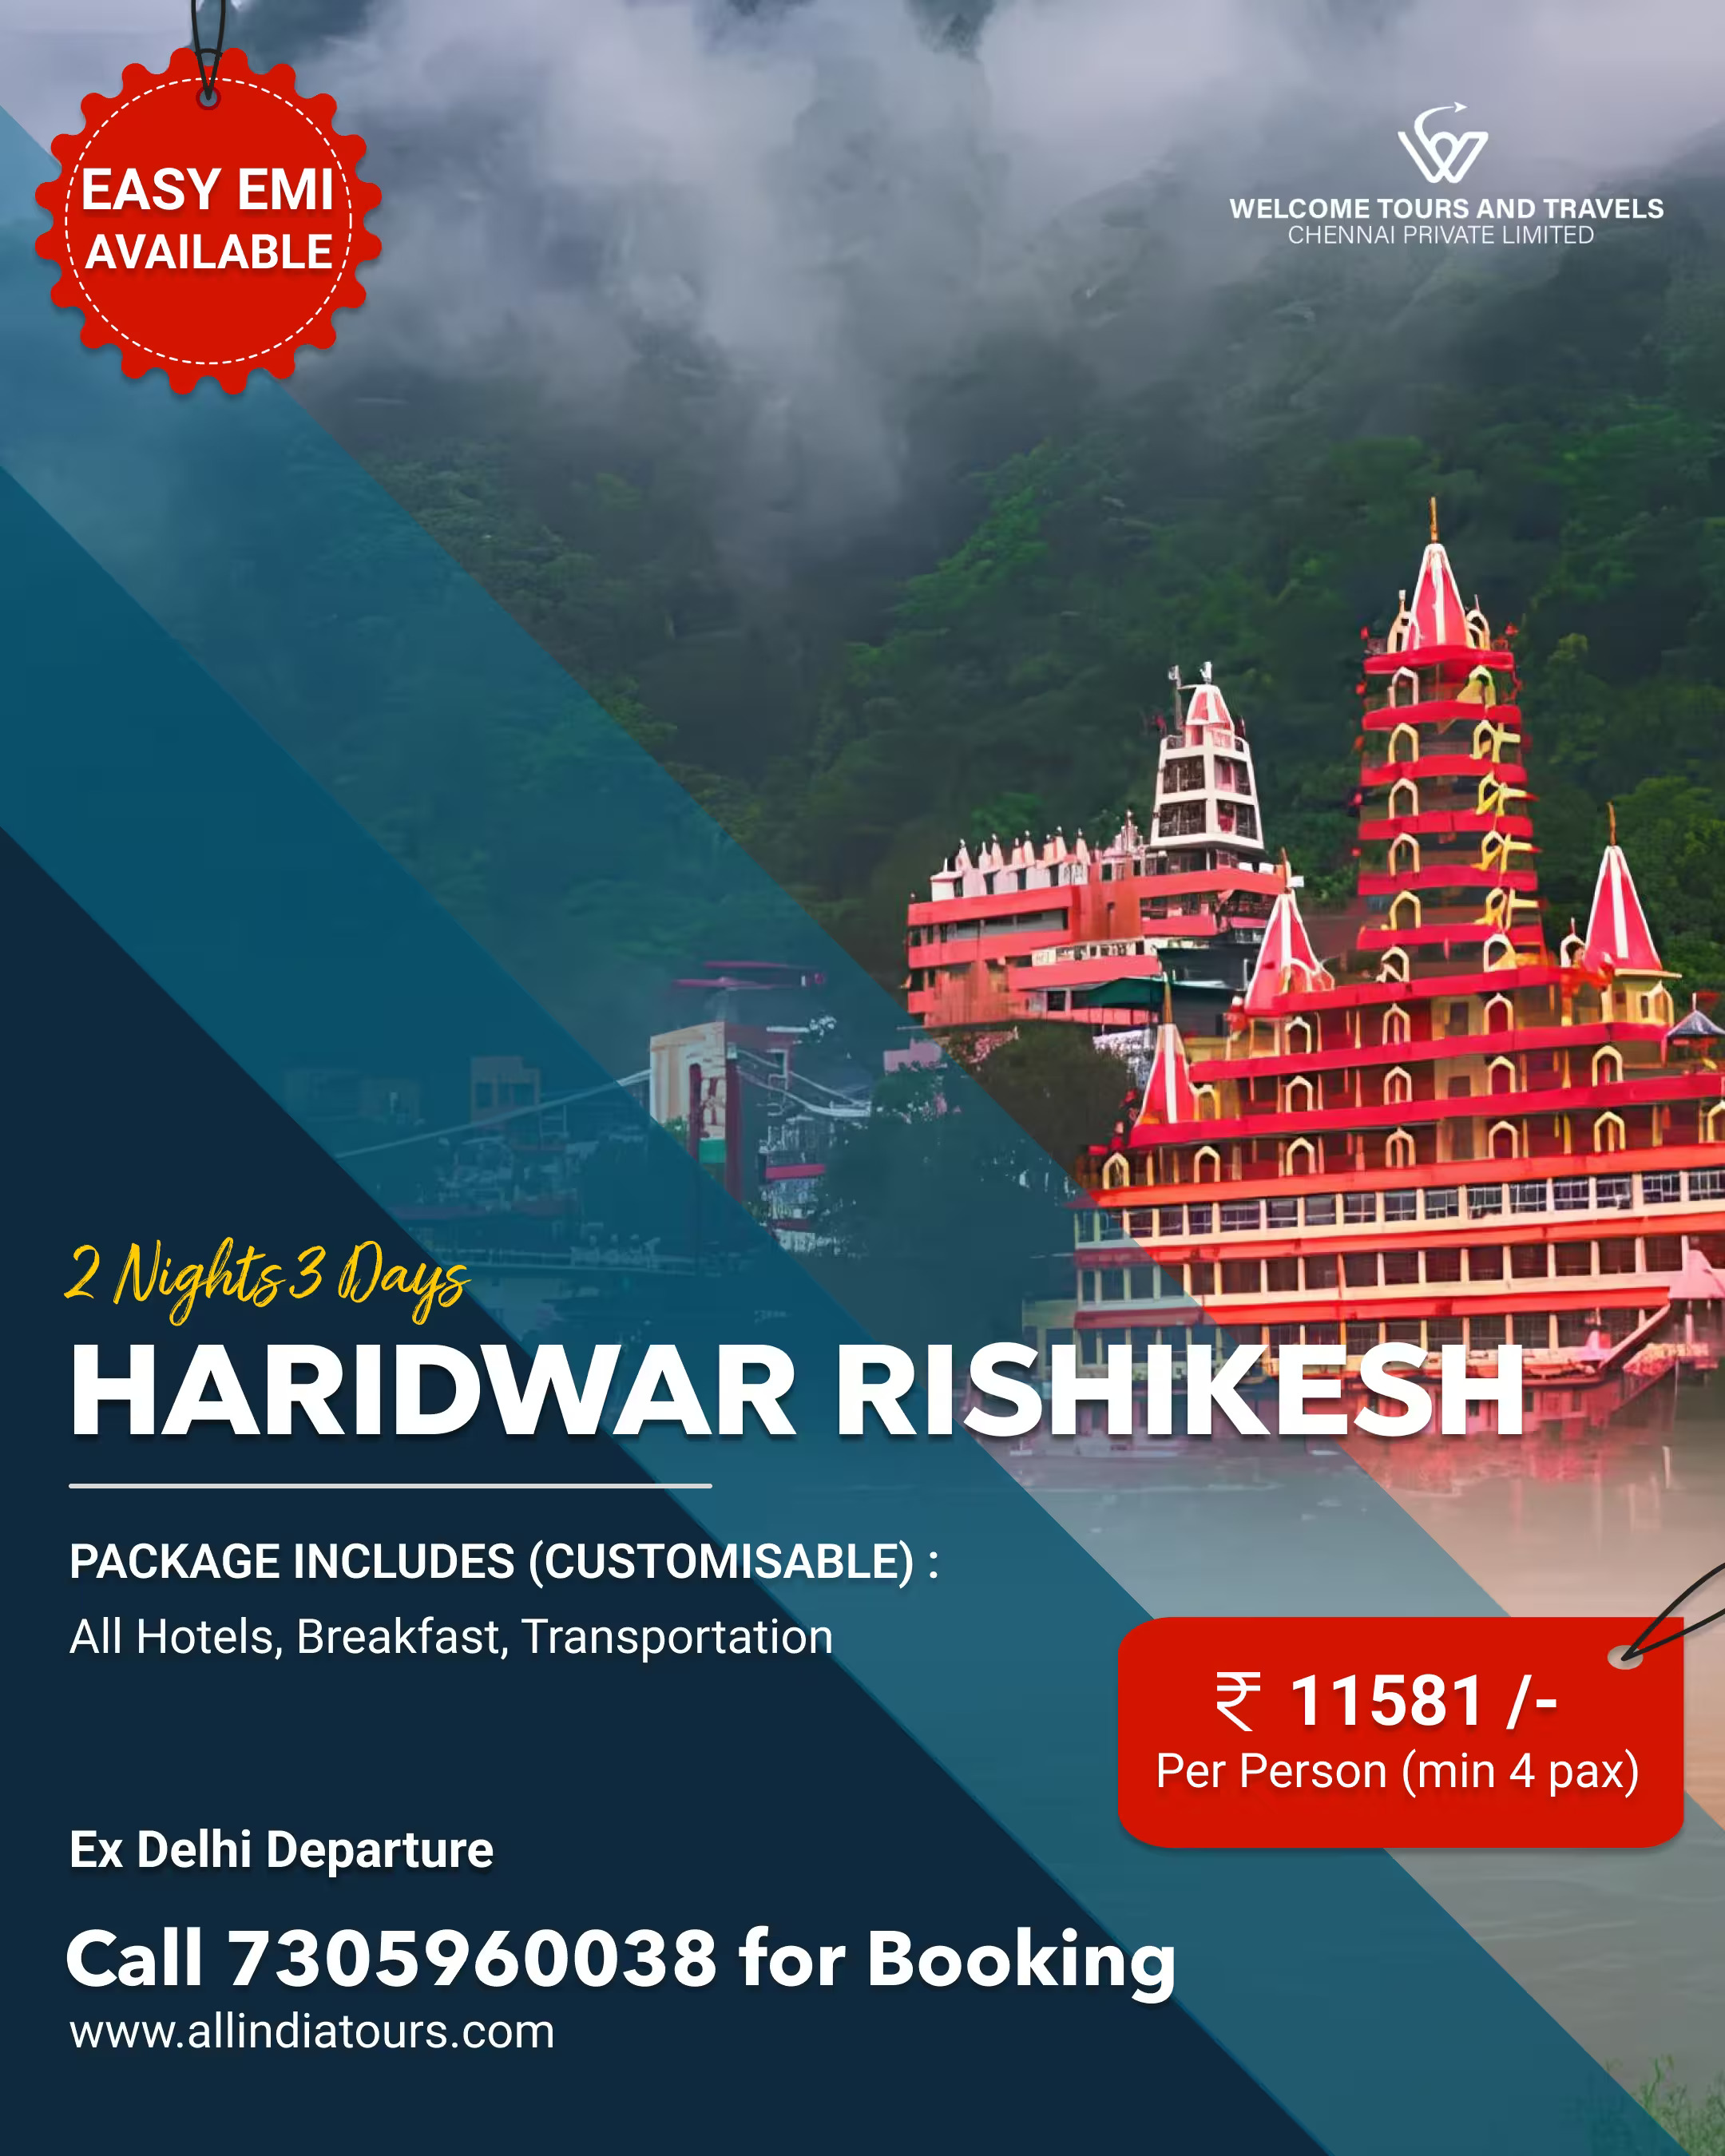 EASY EMI
AVAILABLE
WELCOME TOURS AND TRAVELS
CHENNAI PRIVATE LIMITED
2 Nights 3 Days
HARIDWAR RISHIKESH
PACKAGE INCLUDES (CUSTOMISABLE) :
All Hotels, Breakfast, Transportation
₹ 11581 /-
Per Person (min 4 pax)
Ex Delhi Departure
Call 7305960038 for Booking
www.allindiatours.com